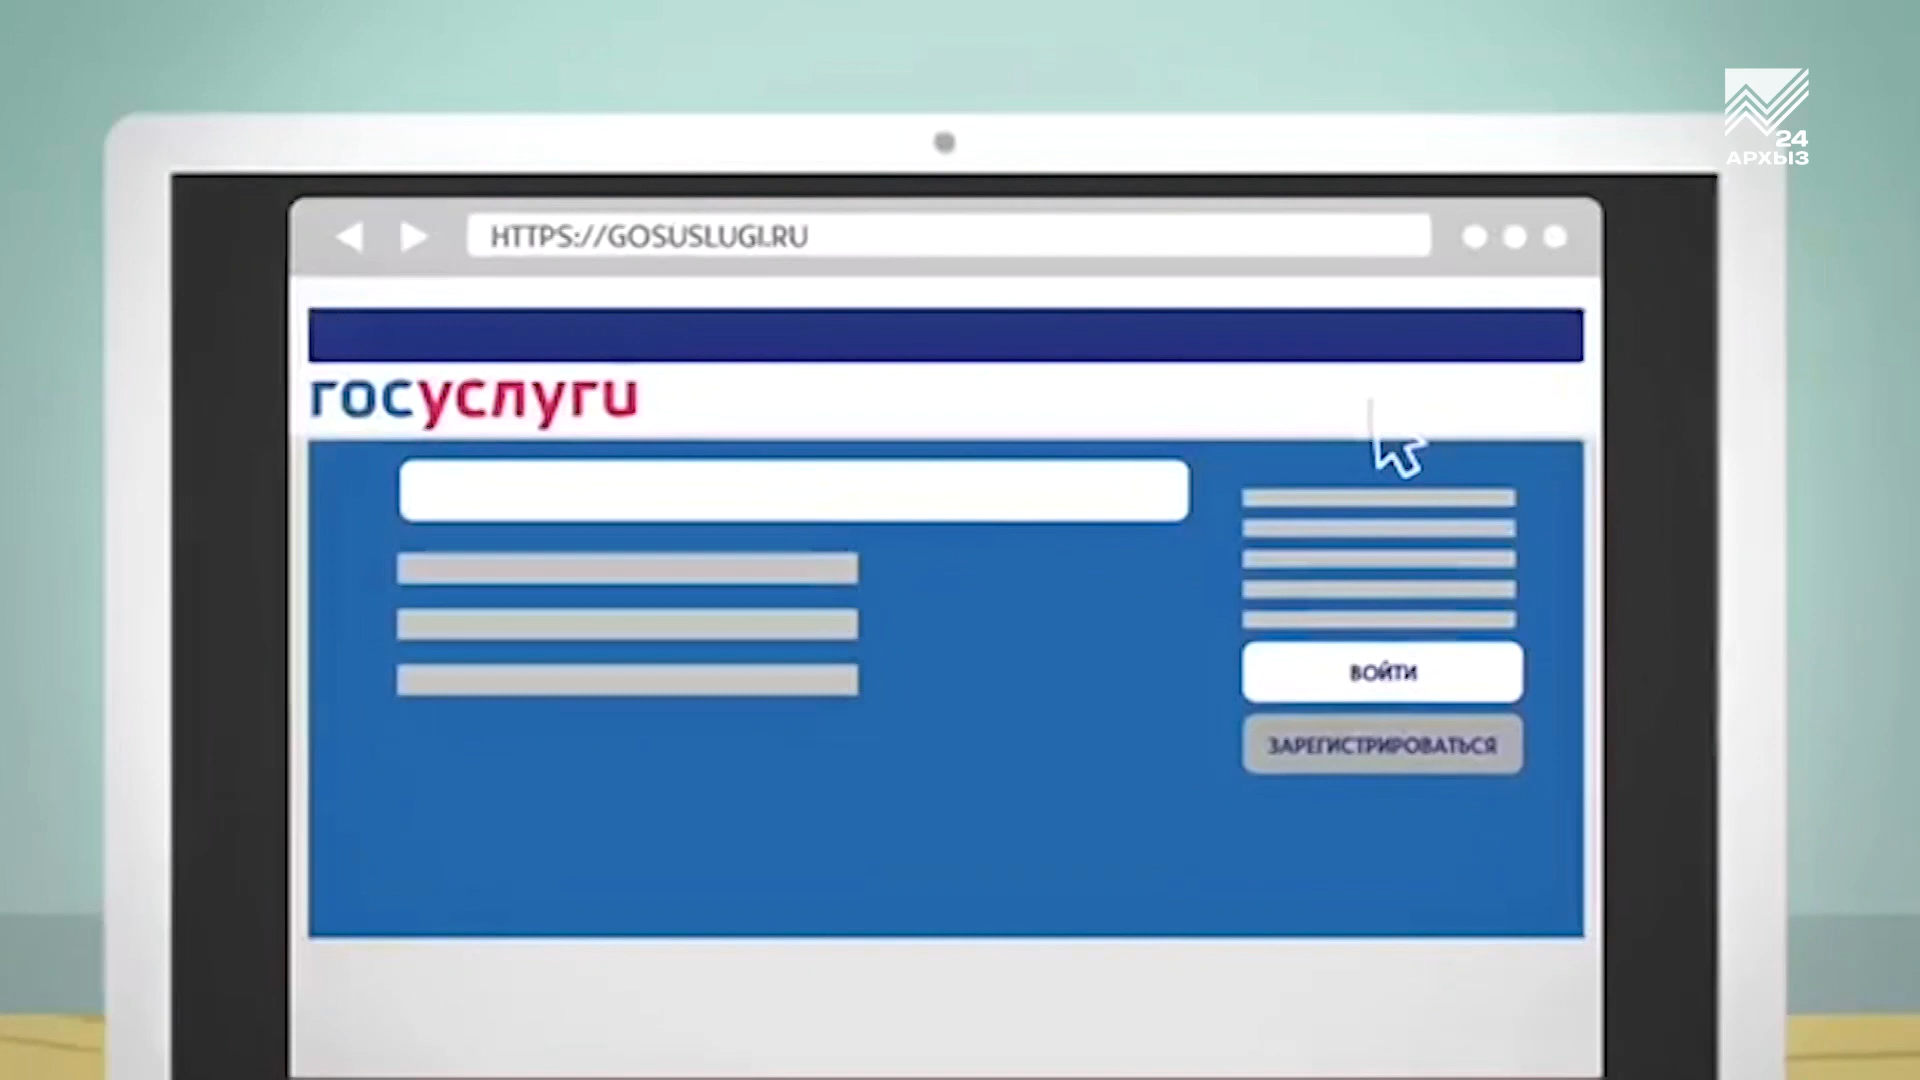 24
АРХЫЗ
HTTPS://GOSUSLUGI.RU
госуслуги
ВОЙТИ
ЗАРЕГИСТРИРОВАТЬСЯ